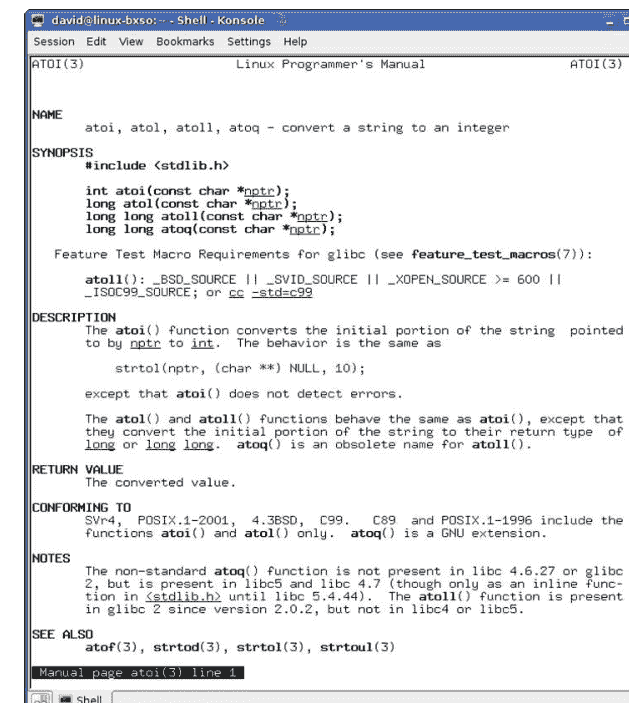 david@linux-bxso:~ - Shell - Konsole
Session Edit View Bookmarks Settings Help
ATOI(3) Linux Programmer's Manual ATOI(3)
NAME
atoi, atol, atoll, atoq - convert a string to an integer
SYNOPSIS
#include <stdlib.h>
int atoi(const char *nptr);
long atol(const char *nptr);
long long atoll(const char *nptr);
long long atoq(const char *nptr);
Feature Test Macro Requirements for glibc (see feature_test_macros(7)):
atoll(): _BSD_SOURCE || _SVID_SOURCE || _XOPEN_SOURCE >= 600 ||
_ISOC99_SOURCE; or cc -std=c99
DESCRIPTION
The atoi() function converts the initial portion of the string pointed
to by nptr to int. The behavior is the same as
strtol(nptr, (char **) NULL, 10);
except that atoi() does not detect errors.
The atol() and atoll() functions behave the same as atoi(), except that
they convert the initial portion of the string to their return type of
long or long long. atoq() is an obsolete name for atoll().
RETURN VALUE
The converted value.
CONFORMING TO
SVr4, POSIX.1-2001, 4.3BSD, C99. C89 and POSIX.1-1996 include the
functions atoi() and atol() only. atoq() is a GNU extension.
NOTES
The non-standard atoq() function is not present in libc 4.6.27 or glibc
2, but is present in libc5 and libc 4.7 (though only as an inline func-
tion in <stdlib.h> until libc 5.4.44). The atoll() function is present
in glibc 2 since version 2.0.2, but not in libc4 or libc5.
SEE ALSO
atof(3), strtod(3), strtol(3), strtoul(3)
Manual page atoi(3) line 1
Shell